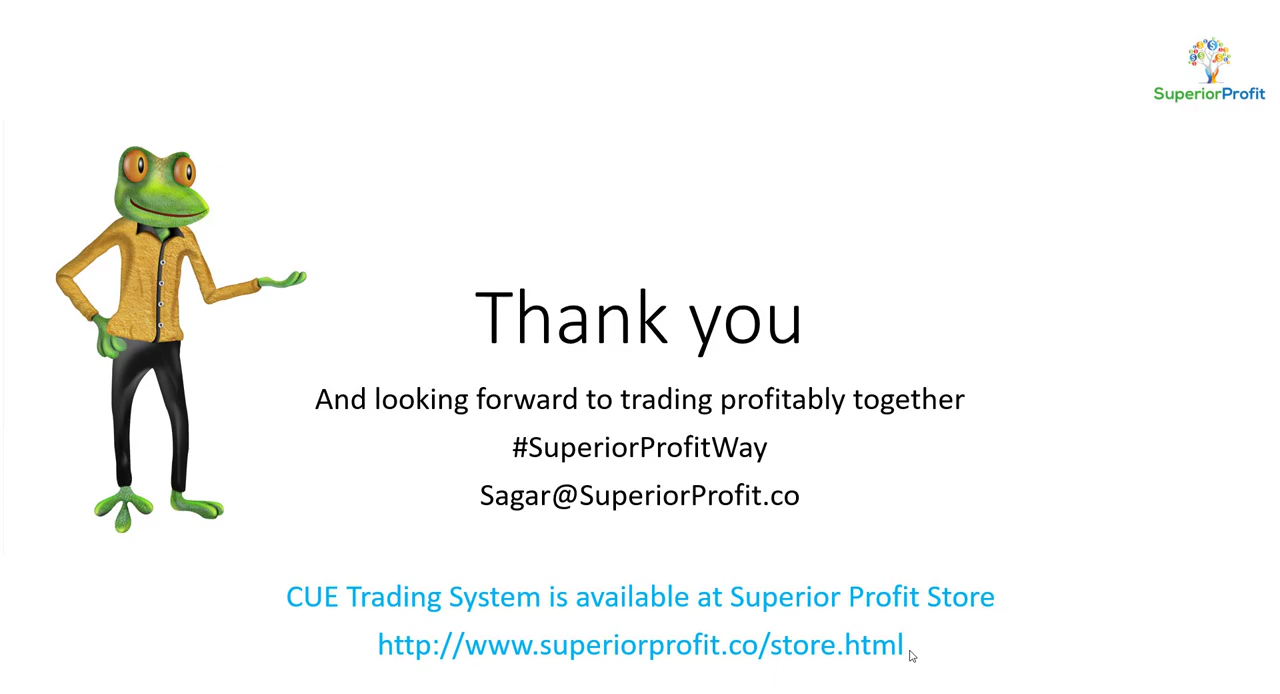 SuperiorProfit
Thank you
And looking forward to trading profitably together
#SuperiorProfitWay
Sagar@SuperiorProfit.co
CUE Trading System is available at Superior Profit Store
http://www.superiorprofit.co/store.html